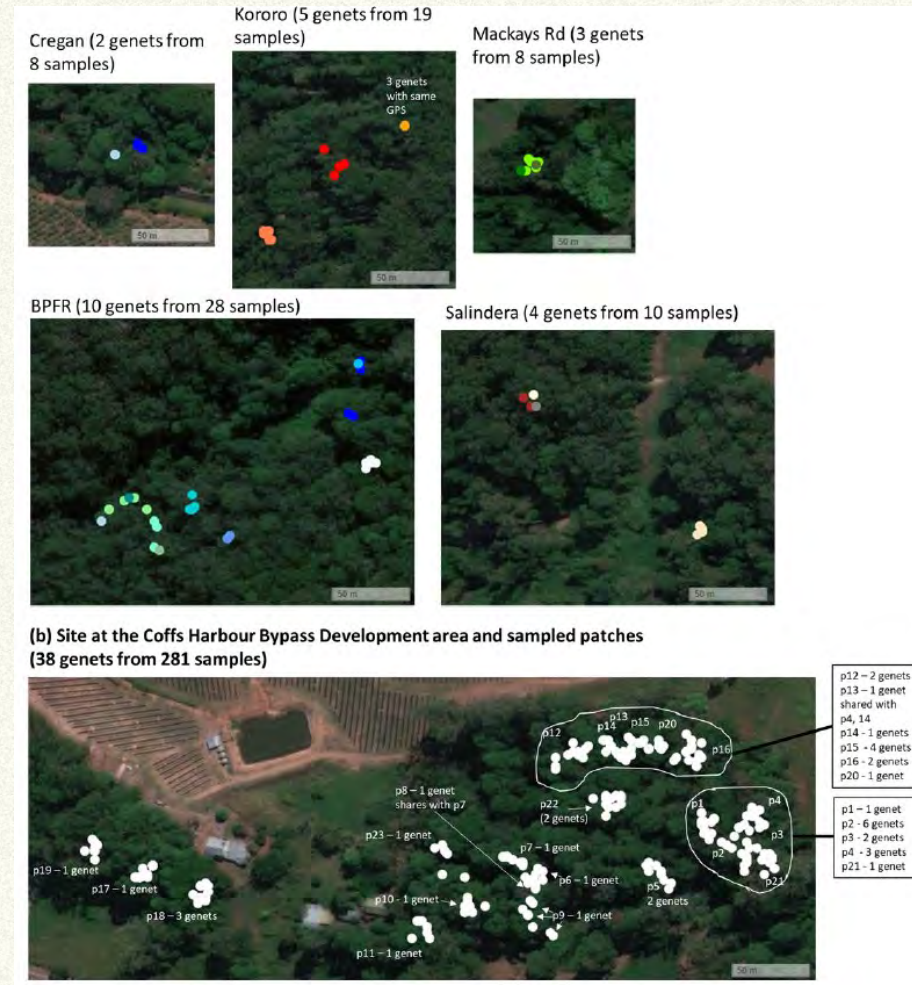 Cregan (2 genets from
8 samples)
50 m
Kororo (5 genets from 19
samples)
3 genets
with same
GPS
50 m
Mackays Rd (3 genets
from 8 samples)
50 m
BPFR (10 genets from 28 samples)
50 m
Salindera (4 genets from 10 samples)
50 m
(b) Site at the Coffs Harbour Bypass Development area and sampled patches
(38 genets from 281 samples)
p12
p14
p13
p15
p20
p16
p12 – 2 genets
p13 – 1 genet
shared with
p4, 14
p14 - 1 genets
p15 - 4 genets
p16 - 2 genets
p20 - 1 genet
p8 – 1 genet
shares with p7
p22
(2 genets)
p1
p4
p3
p2
p21
p1 – 1 genet
p2 - 6 genets
p3 - 2 genets
p4 - 3 genets
p21 - 1 genet
p23 – 1 genet
p7 – 1 genet
p19 – 1 genet
p17 – 1 genet
p18 – 3 genets
p6 – 1 genet
p5
2 genets
p10 - 1 genet
p9 – 1 genet
p11 – 1 genet
50 m